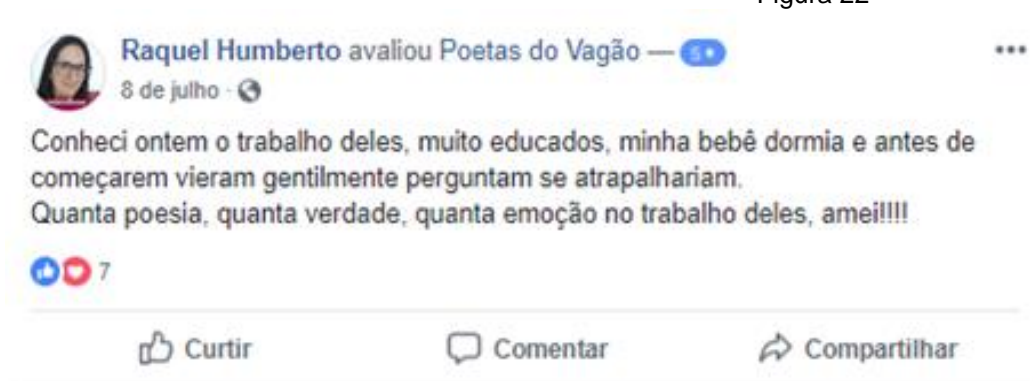 Figura 22
Raquel Humberto avaliou Poetas do Vagão — 5★
8 de julho ·
Conheci ontem o trabalho deles, muito educados, minha bebê dormia e antes de
começarem vieram gentilmente perguntam se atrapalhariam.
Quanta poesia, quanta verdade, quanta emoção no trabalho deles, amei!!!!
7
Curtir Comentar Compartilhar